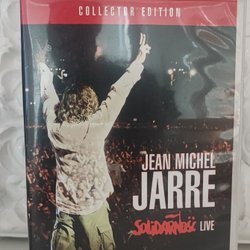 COLLECTOR EDITION
JEAN MICHEL
JARRE
SOLIDARNOŚĆ LIVE